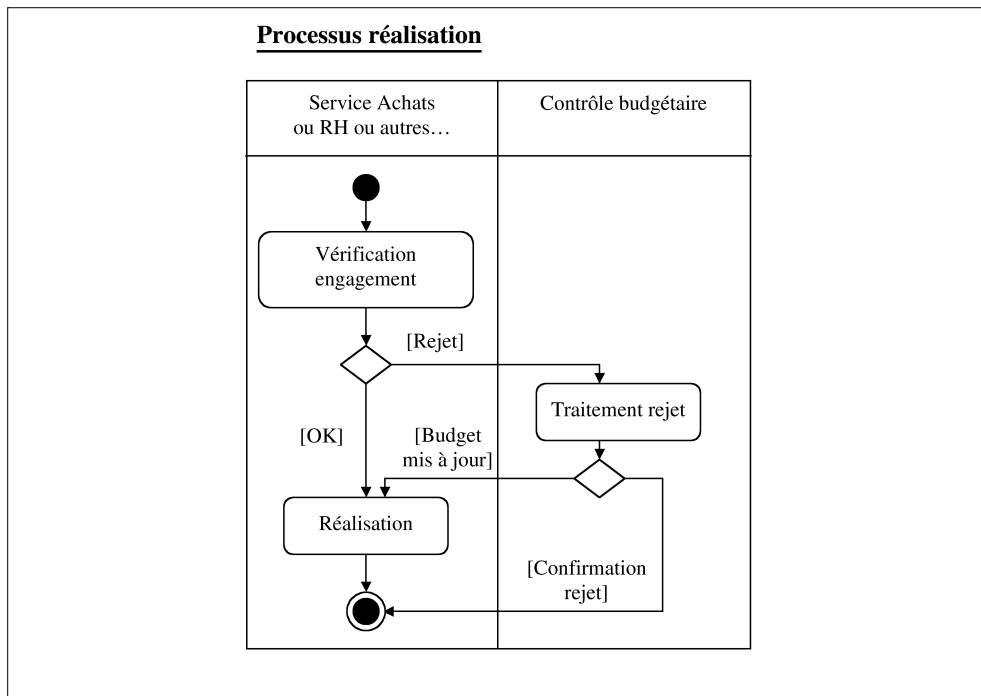 Processus réalisation
Service Achats
ou RH ou autres…
Contrôle budgétaire
Vérification
engagement
[Rejet]
Traitement rejet
[OK]
[Budget
mis à jour]
Réalisation
[Confirmation
rejet]